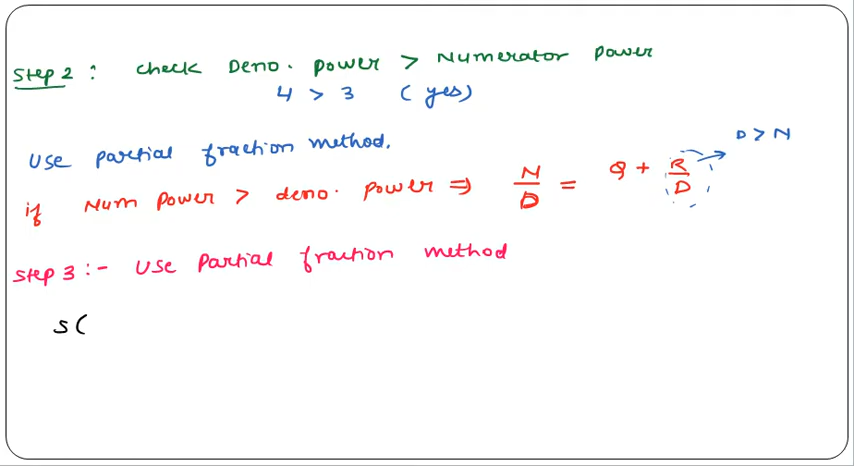 Step 2 : check Deno. power > Numerator power
4 > 3 (yes)
D > N
Use partial fraction method.
if Num power > deno. power ⇒ N/D = Q + R/D
Step 3 :- Use Partial fraction method
s(